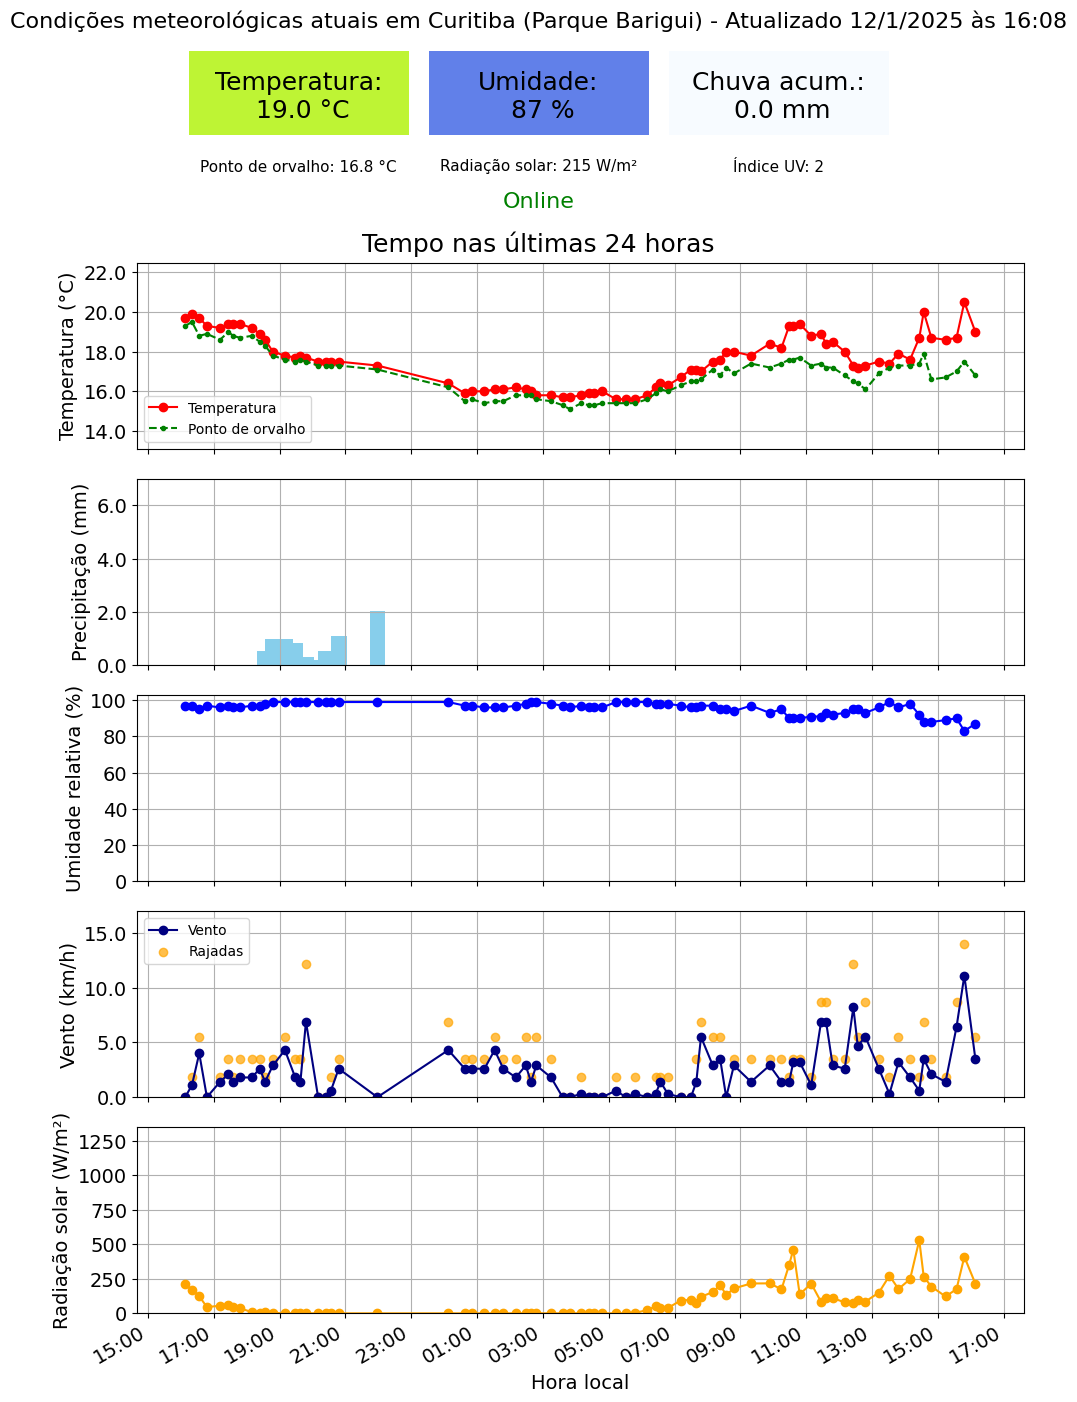 Condições meteorológicas atuais em Curitiba (Parque Barigui) - Atualizado 12/1/2025 às 16:08
Temperatura:
19.0 °C
Umidade:
87 %
Chuva acum.:
0.0 mm
Ponto de orvalho: 16.8 °C
Radiação solar: 215 W/m²
Índice UV: 2
Online
Tempo nas últimas 24 horas
Temperatura (°C)
22.0
20.0
18.0
16.0
14.0
Temperatura
Ponto de orvalho
Precipitação (mm)
6.0
4.0
2.0
0.0
Umidade relativa (%)
100
80
60
40
20
0
Vento (km/h)
15.0
10.0
5.0
0.0
Vento
Rajadas
Radiação solar (W/m²)
1250
1000
750
500
250
0
15:00
17:00
19:00
21:00
23:00
01:00
03:00
05:00
07:00
09:00
11:00
13:00
15:00
17:00
Hora local